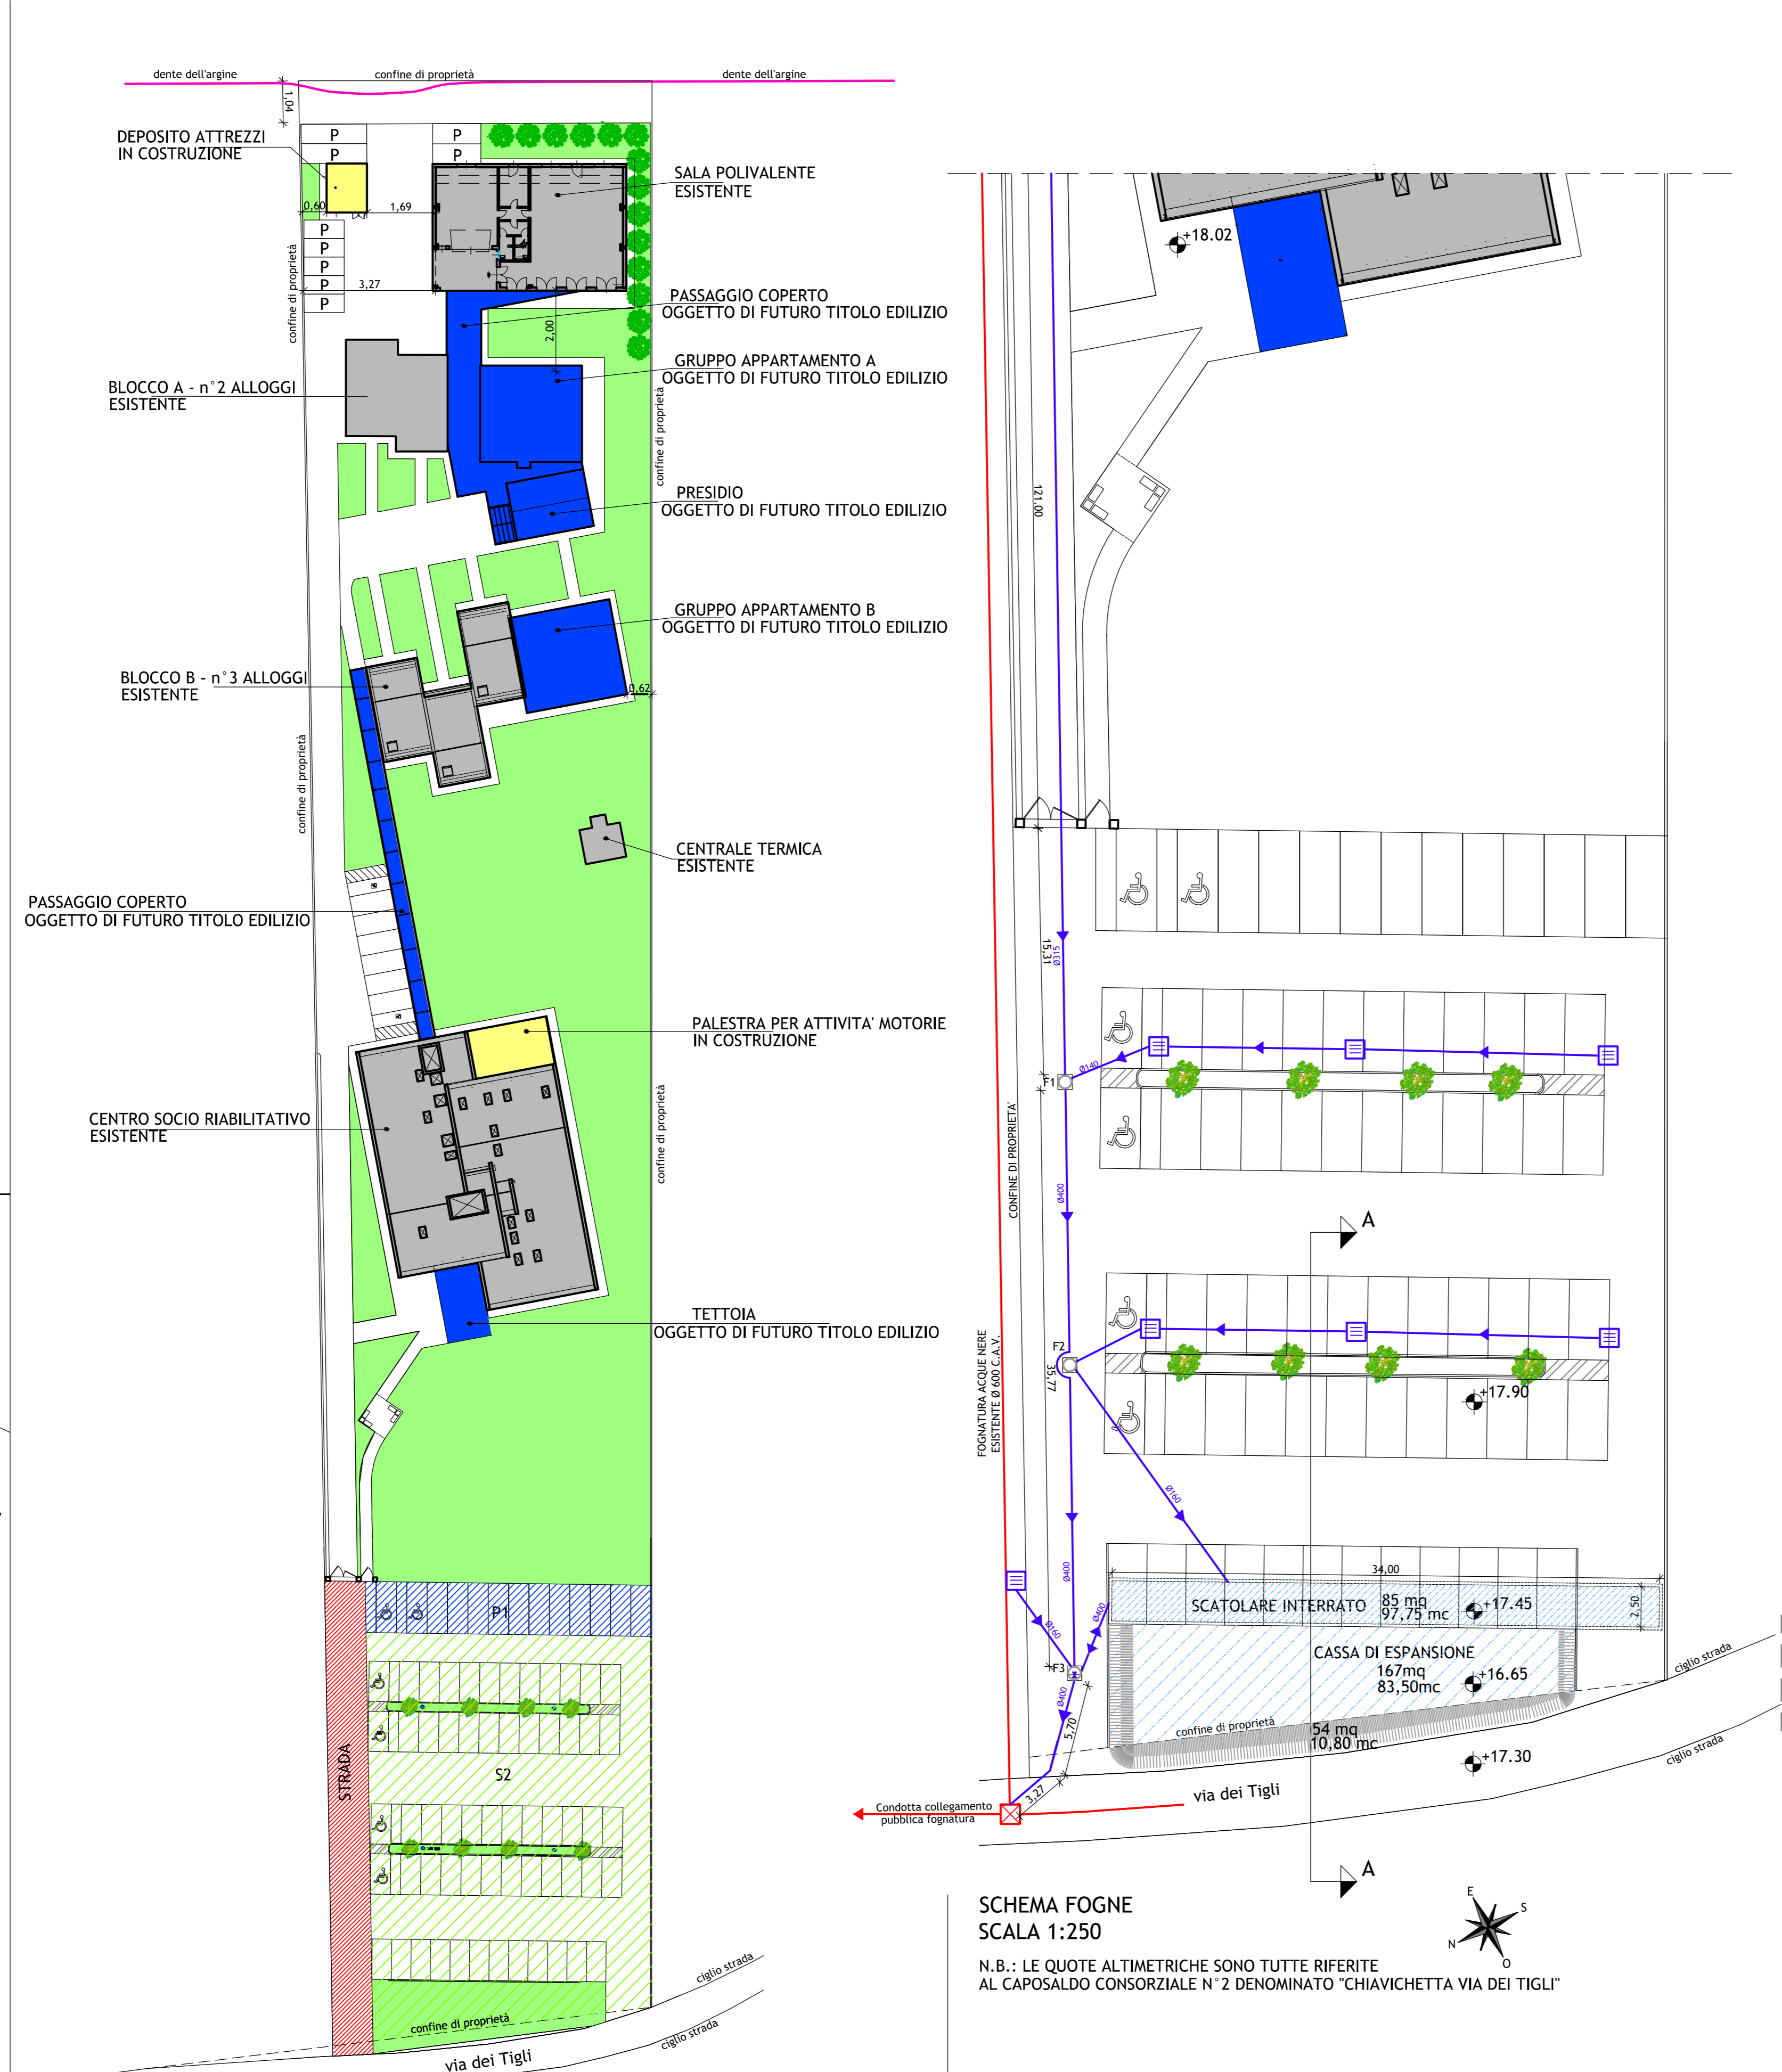 dente dell'argine
confine di proprietà
dente dell'argine
1,04
DEPOSITO ATTREZZI
IN COSTRUZIONE
P
P
P
P
SALA POLIVALENTE
ESISTENTE
0,60
1,69
P
P
P
P
P
3,27
confine di proprietà
PASSAGGIO COPERTO
OGGETTO DI FUTURO TITOLO EDILIZIO
2,00
GRUPPO APPARTAMENTO A
OGGETTO DI FUTURO TITOLO EDILIZIO
BLOCCO A - n°2 ALLOGGI
ESISTENTE
confine di proprietà
PRESIDIO
OGGETTO DI FUTURO TITOLO EDILIZIO
GRUPPO APPARTAMENTO B
OGGETTO DI FUTURO TITOLO EDILIZIO
BLOCCO B - n°3 ALLOGGI
ESISTENTE
0,62
confine di proprietà
CENTRALE TERMICA
ESISTENTE
PASSAGGIO COPERTO
OGGETTO DI FUTURO TITOLO EDILIZIO
PALESTRA PER ATTIVITA' MOTORIE
IN COSTRUZIONE
CENTRO SOCIO RIABILITATIVO
ESISTENTE
confine di proprietà
TETTOIA
OGGETTO DI FUTURO TITOLO EDILIZIO
P1
STRADA
S2
confine di proprietà
ciglio strada
ciglio strada
via dei Tigli
+18.02
121.00
15,31
Ø315
Ø140
F1
CONFINE DI PROPRIETA'
Ø400
A
F2
35,77
FOGNATURA ACQUE NERE
ESISTENTE Ø 600 C.A.V.
+17.90
Ø160
Ø400
34,00
SCATOLARE INTERRATO
85 mq
97,75 mc
+17.45
2,50
Ø160
Ø400
F3
CASSA DI ESPANSIONE
167mq
83,50mc
+16.65
ciglio strada
Ø400
5,70
confine di proprietà
54 mq
10,80 mc
+17.30
ciglio strada
3,27
via dei Tigli
Condotta collegamento
pubblica fognatura
A
SCHEMA FOGNE
SCALA 1:250
E
S
N
O
N.B.: LE QUOTE ALTIMETRICHE SONO TUTTE RIFERITE
AL CAPOSALDO CONSORZIALE N°2 DENOMINATO "CHIAVICHETTA VIA DEI TIGLI"